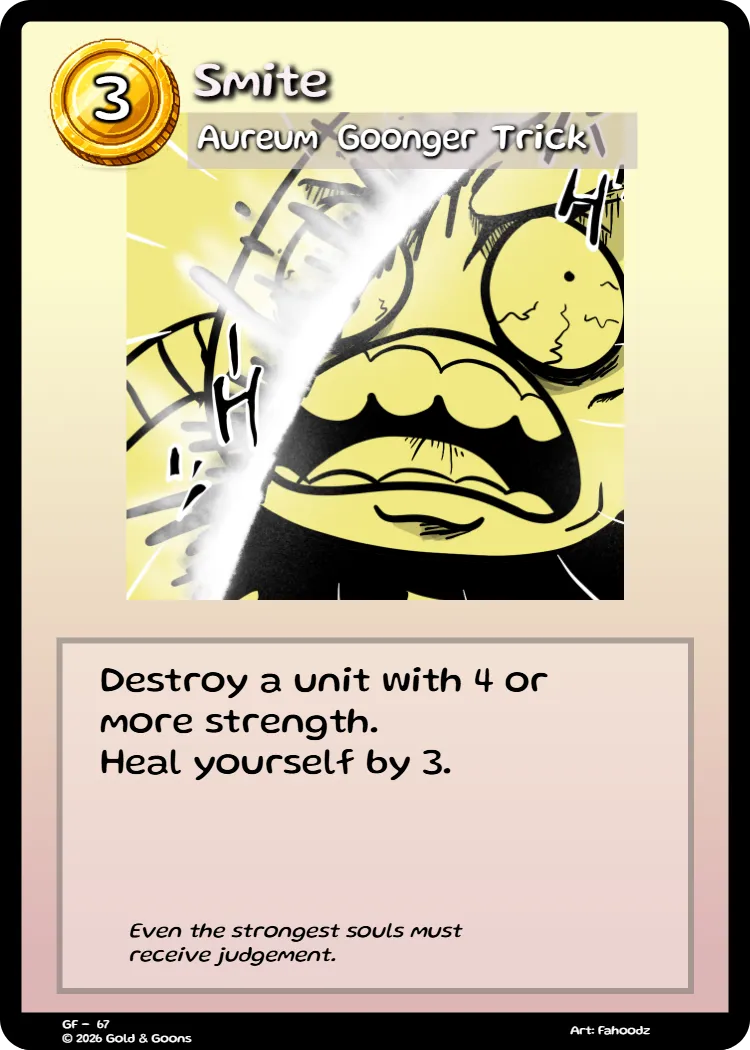 3
Smite
Aureum Goonger Trick
H
H
Destroy a unit with 4 or
more strength.
Heal yourself by 3.
Even the strongest souls must
receive judgement.
GF - 67
© 2026 Gold & Goons
Art: Fahoodz